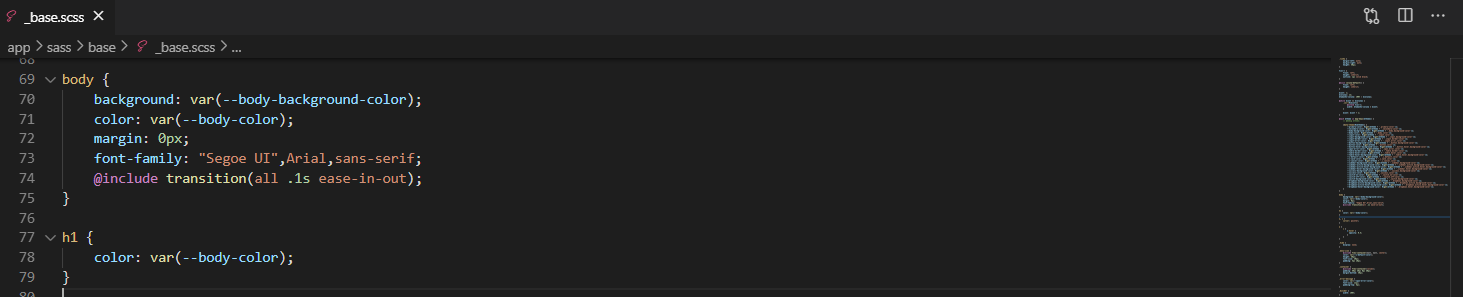 _base.scss
app > sass > base > _base.scss > ...
68
69 body {
70 background: var(--body-background-color);
71 color: var(--body-color);
72 margin: 0px;
73 font-family: "Segoe UI",Arial,sans-serif;
74 @include transition(all .1s ease-in-out);
75 }
76
77 h1 {
78 color: var(--body-color);
79 }
80